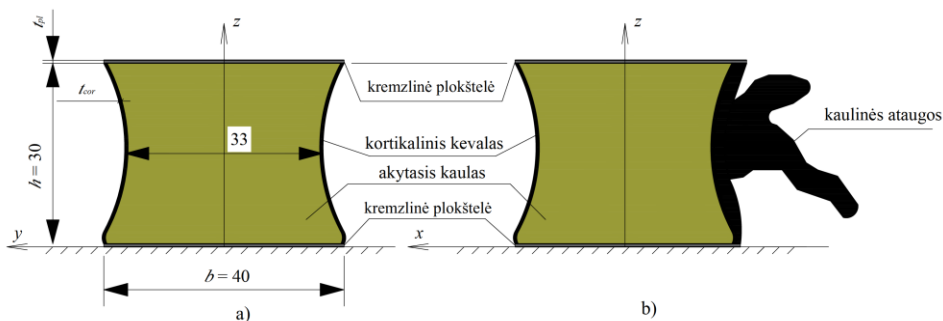 t_pl
z
z
kremzlinė plokštelė
t_cor
kaulinės ataugos
33
kortikalinis kevalas
h = 30
akytasis kaulas
kremzlinė plokštelė
y
x
b = 40
a)
b)